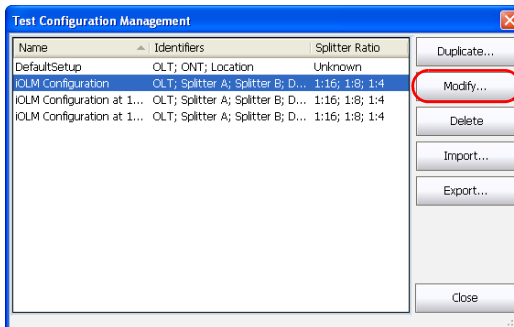 Test Configuration Management
Name Identifiers Splitter Ratio
DefaultSetup OLT; ONT; Location Unknown
iOLM Configuration OLT; Splitter A; Splitter B; D... 1:16; 1:8; 1:4
iOLM Configuration at 1... OLT; Splitter A; Splitter B; D... 1:16; 1:8; 1:4
iOLM Configuration at 1... OLT; Splitter A; Splitter B; D... 1:16; 1:8; 1:4
Duplicate...
Modify...
Delete
Import...
Export...
Close